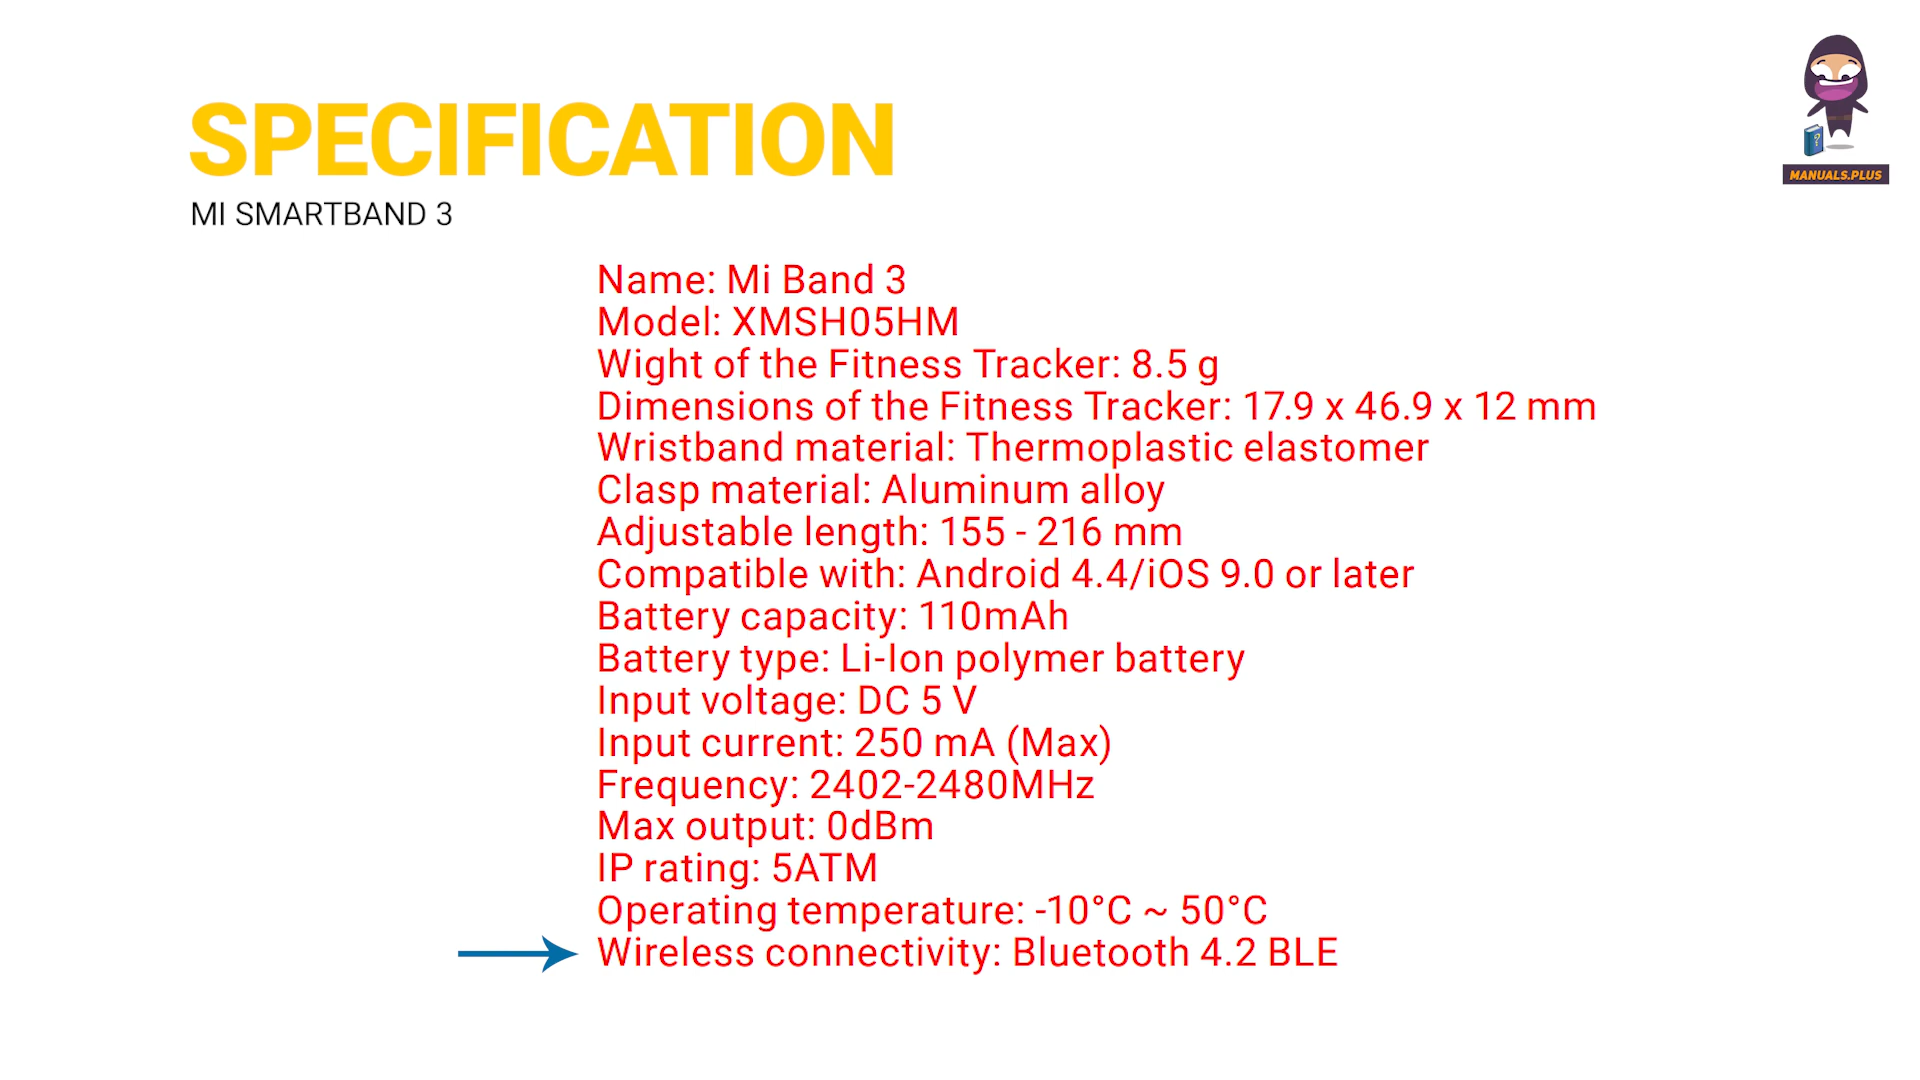 MANUALS.PLUS
SPECIFICATION
MI SMARTBAND 3
Name: Mi Band 3
Model: XMSH05HM
Wight of the Fitness Tracker: 8.5 g
Dimensions of the Fitness Tracker: 17.9 x 46.9 x 12 mm
Wristband material: Thermoplastic elastomer
Clasp material: Aluminum alloy
Adjustable length: 155 - 216 mm
Compatible with: Android 4.4/iOS 9.0 or later
Battery capacity: 110mAh
Battery type: Li-Ion polymer battery
Input voltage: DC 5 V
Input current: 250 mA (Max)
Frequency: 2402-2480MHz
Max output: 0dBm
IP rating: 5ATM
Operating temperature: -10°C ~ 50°C
Wireless connectivity: Bluetooth 4.2 BLE